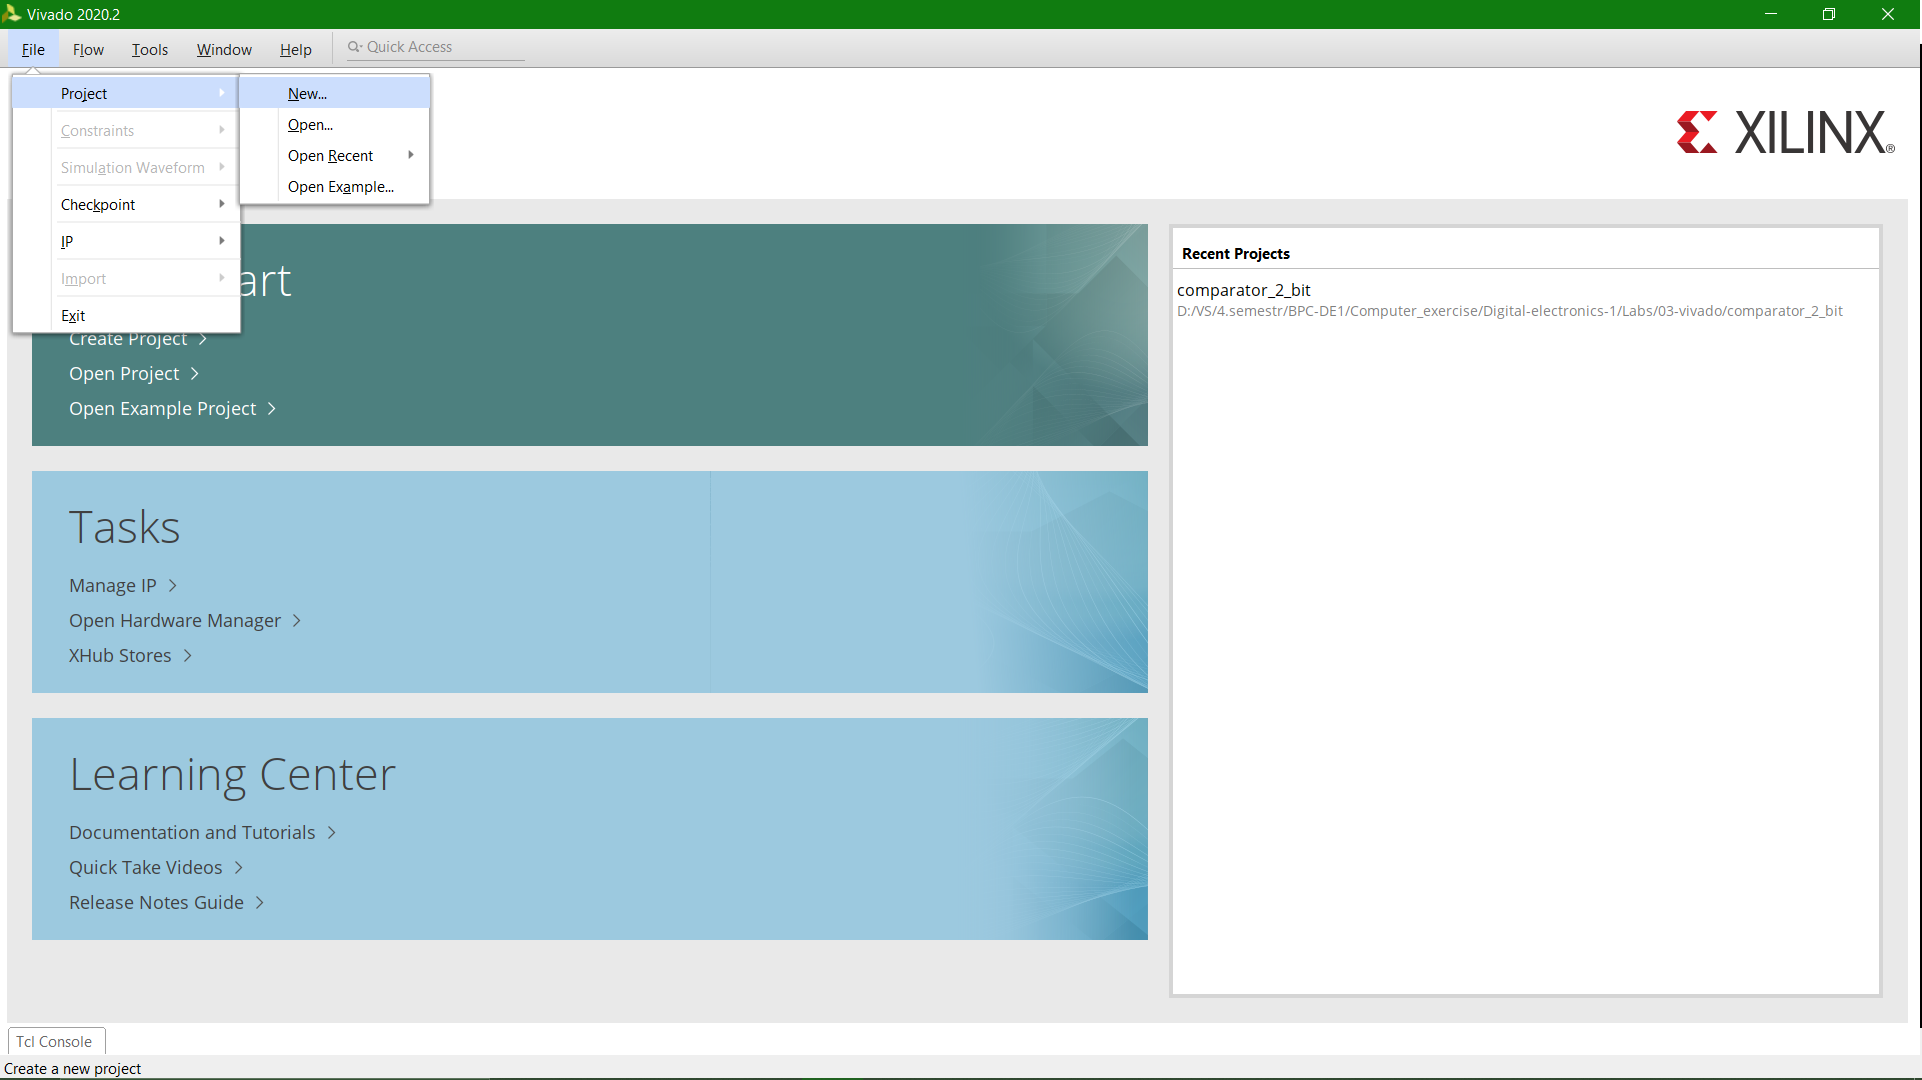 Vivado 2020.2
File Flow Tools Window Help Quick Access
Project
Constraints
Simulation Waveform
Checkpoint
IP
Import
Exit
New...
Open...
Open Recent
Open Example...
XILINX®
art
Create Project
Open Project
Open Example Project
Tasks
Manage IP
Open Hardware Manager
XHub Stores
Learning Center
Documentation and Tutorials
Quick Take Videos
Release Notes Guide
Recent Projects
comparator_2_bit
D:/VS/4.semestr/BPC-DE1/Computer_exercise/Digital-electronics-1/Labs/03-vivado/comparator_2_bit
Tcl Console
Create a new project